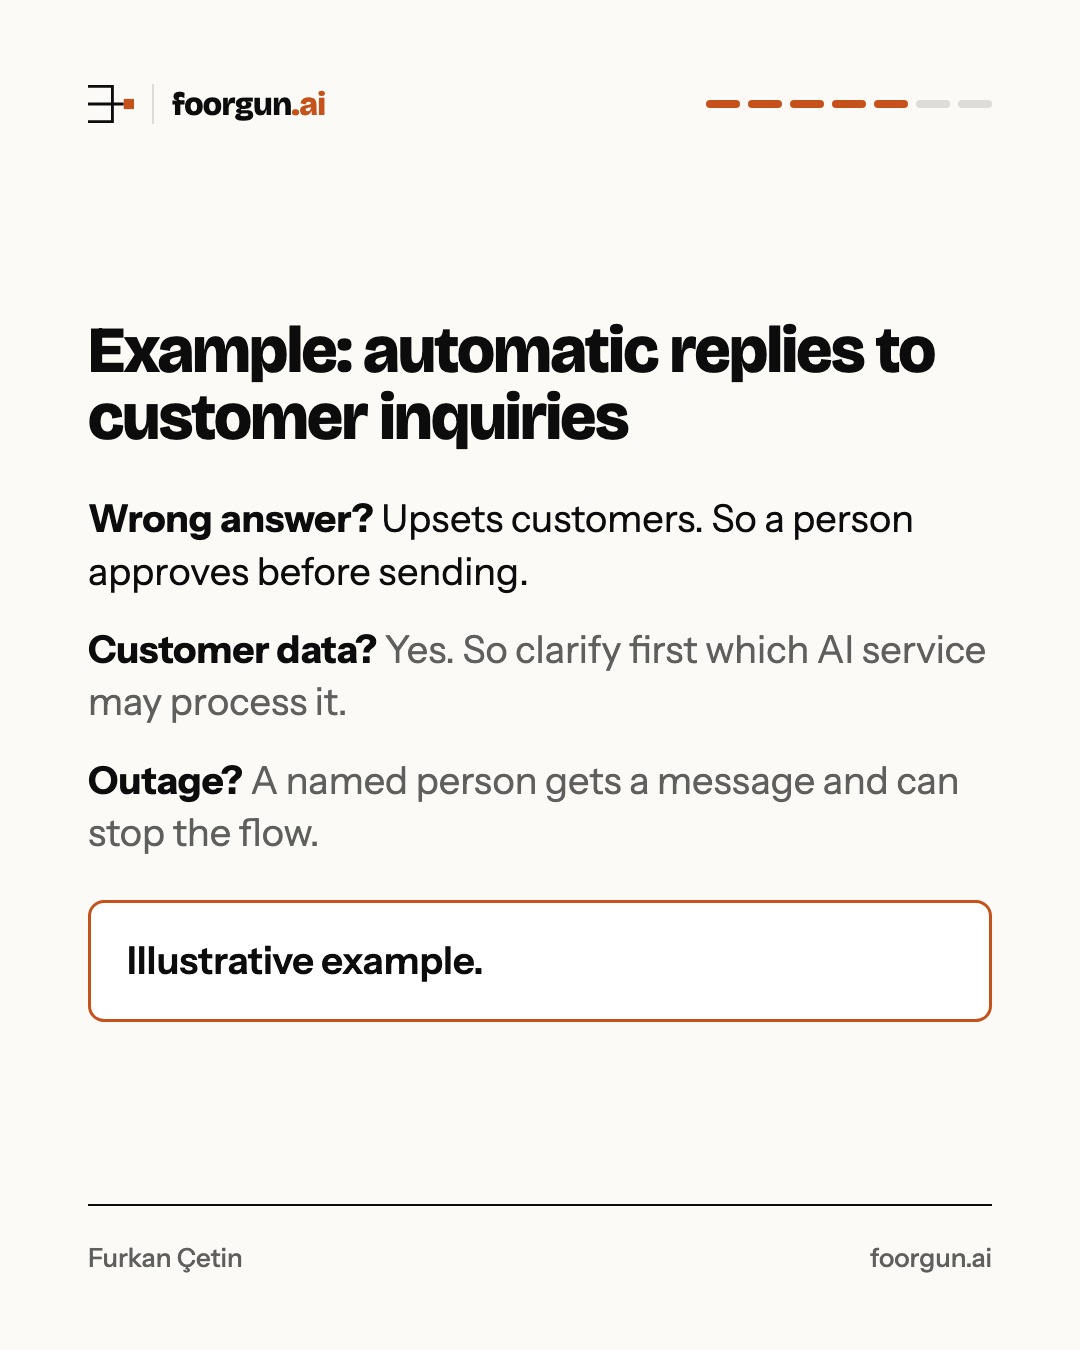 foorgun.ai
Example: automatic replies to
customer inquiries
Wrong answer? Upsets customers. So a person
approves before sending.
Customer data? Yes. So clarify first which AI service
may process it.
Outage? A named person gets a message and can
stop the flow.
Illustrative example.
Furkan Çetin
foorgun.ai